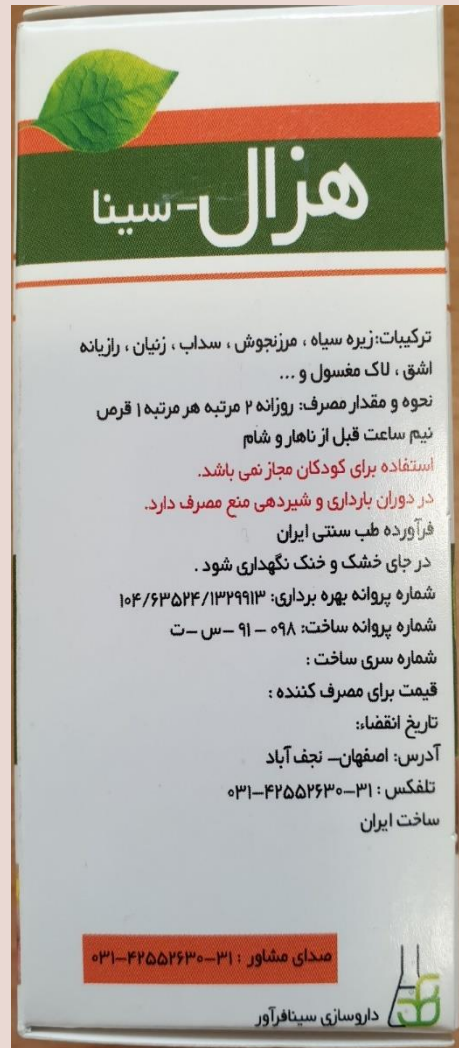 هزال-سینا
ترکیبات:زیره سیاه ، مرزنجوش ، سداب ، زنیان ، رازیانه
اشق ، لاک مغسول و ...
نحوه و مقدار مصرف: روزانه ۲ مرتبه هر مرتبه ۱ قرص
نیم ساعت قبل از ناهار و شام
استفاده برای کودکان مجاز نمی باشد.
در دوران بارداری و شیردهی منع مصرف دارد.
فرآورده طب سنتی ایران
در جای خشک و خنک نگهداری شود .
شماره پروانه بهره برداری: ۱۰۴/۶۳۵۲۴/۱۳۲۹۹۱۳
شماره پروانه ساخت: ۰۹۸ - ۹۱ -س -ت
شماره سری ساخت :
قیمت برای مصرف کننده :
تاریخ انقضاء:
آدرس: اصفهان- نجف آباد
تلفکس : ۳۱-۴۲۵۵۲۶۳۰-۰۳۱
ساخت ایران
صدای مشاور : ۳۱-۴۲۵۵۲۶۳۰-۰۳۱
داروسازی سینافرآور